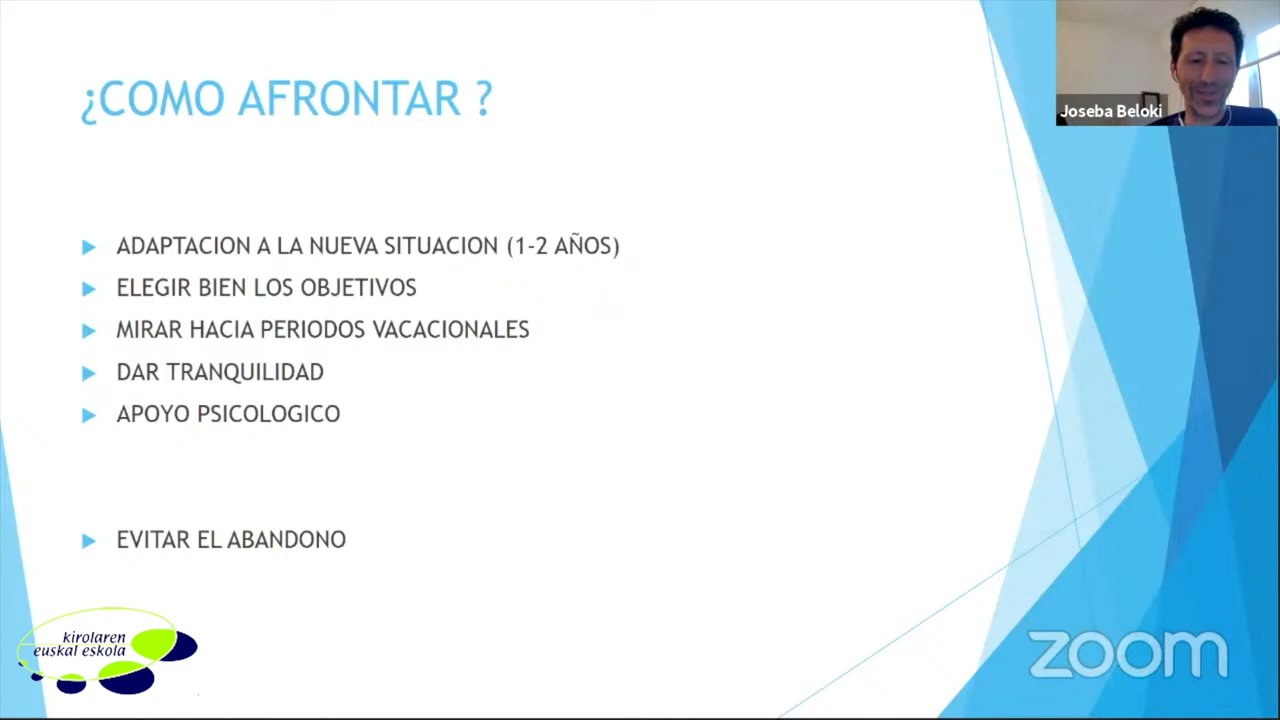 ¿COMO AFRONTAR ?
Joseba Beloki
ADAPTACION A LA NUEVA SITUACION (1-2 AÑOS)
ELEGIR BIEN LOS OBJETIVOS
MIRAR HACIA PERIODOS VACACIONALES
DAR TRANQUILIDAD
APOYO PSICOLOGICO
EVITAR EL ABANDONO
kirolaren
euskal eskola
zoom